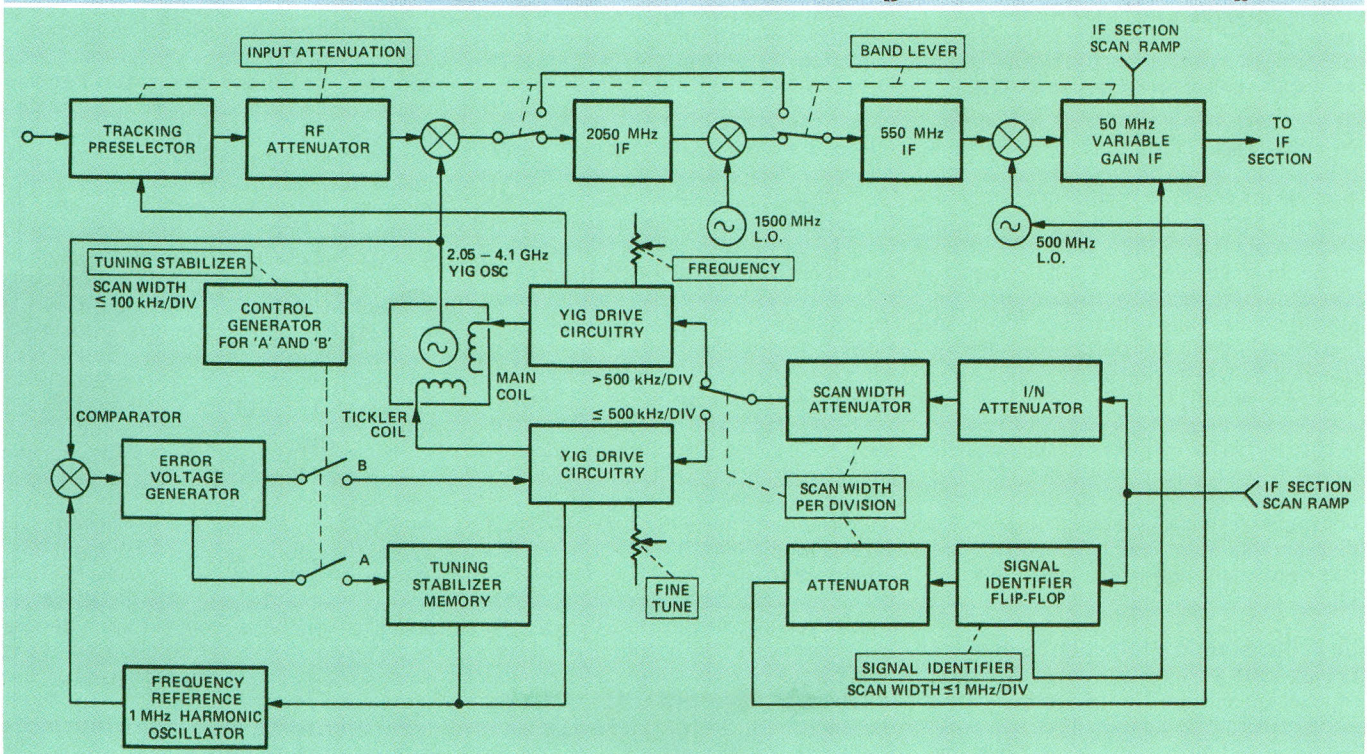 INPUT ATTENUATION
BAND LEVER
IF SECTION
SCAN RAMP
TRACKING
PRESELECTOR
RF
ATTENUATOR
2050 MHz
IF
550 MHz
IF
50 MHz
VARIABLE
GAIN IF
TO
IF
SECTION
1500 MHz
L.O.
500 MHz
L.O.
2.05 – 4.1 GHz
YIG OSC
FREQUENCY
TUNING STABILIZER
SCAN WIDTH
≤ 100 kHz/DIV
CONTROL
GENERATOR
FOR 'A' AND 'B'
YIG DRIVE
CIRCUITRY
MAIN
COIL
> 500 kHz/DIV
≤ 500 kHz/DIV
SCAN WIDTH
ATTENUATOR
I/N
ATTENUATOR
TICKLER
COIL
COMPARATOR
ERROR
VOLTAGE
GENERATOR
B
YIG DRIVE
CIRCUITRY
SCAN WIDTH
PER DIVISION
IF SECTION
SCAN RAMP
A
TUNING
STABILIZER
MEMORY
FINE
TUNE
ATTENUATOR
SIGNAL
IDENTIFIER
FLIP-FLOP
SIGNAL IDENTIFIER
SCAN WIDTH ≤1 MHz/DIV
FREQUENCY
REFERENCE
1 MHz HARMONIC
OSCILLATOR